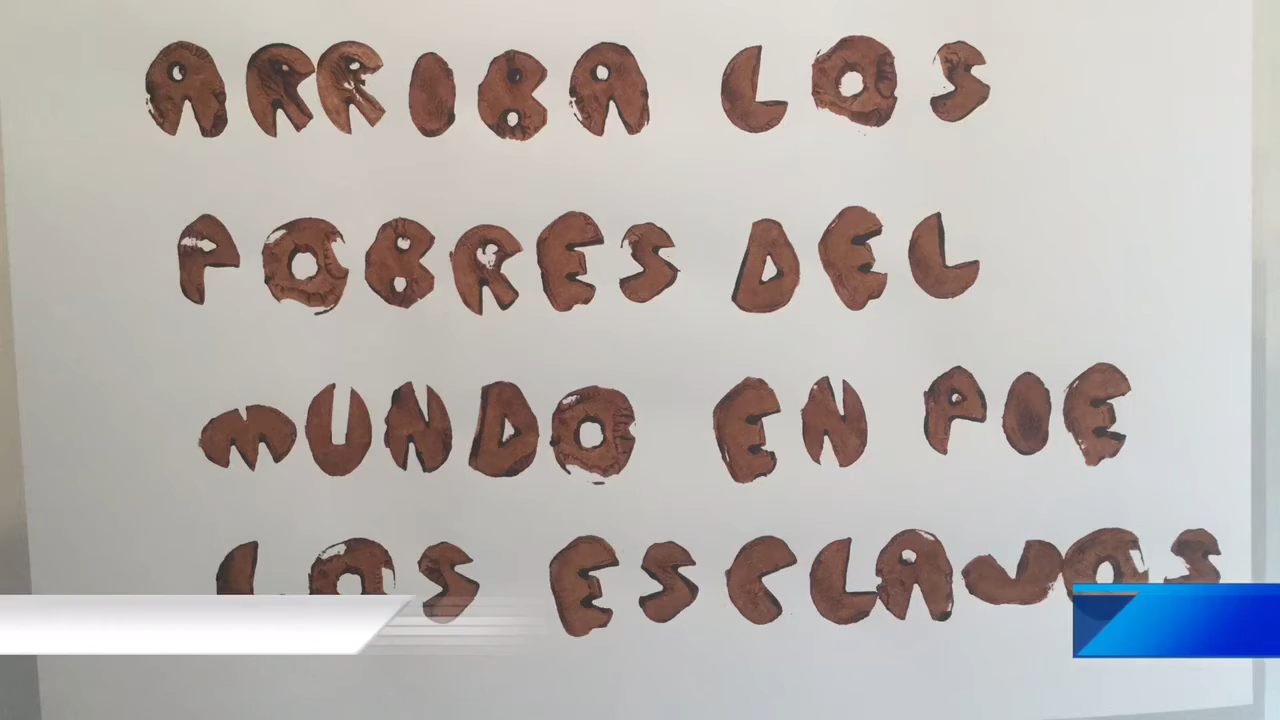 ARRIBA LOS
POBRES DEL
MUNDO EN PIE
LOS ESCLAVOS